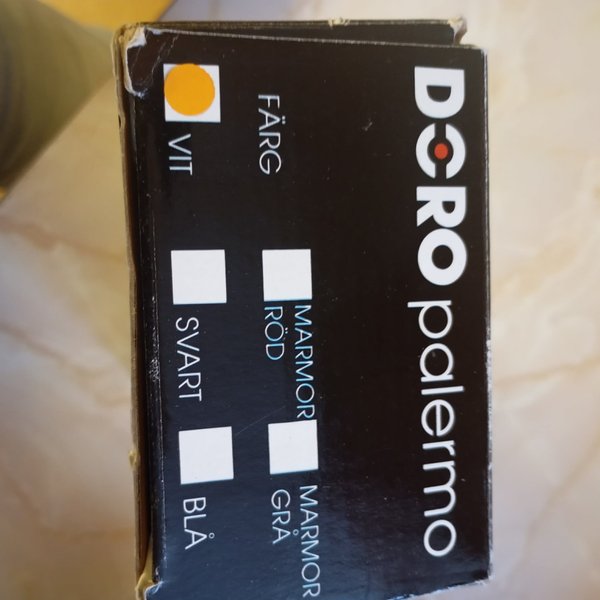 DORO palermo
FÄRG
MARMOR
RÖD
MARMOR
GRÅ
VIT
SVART
BLÅ